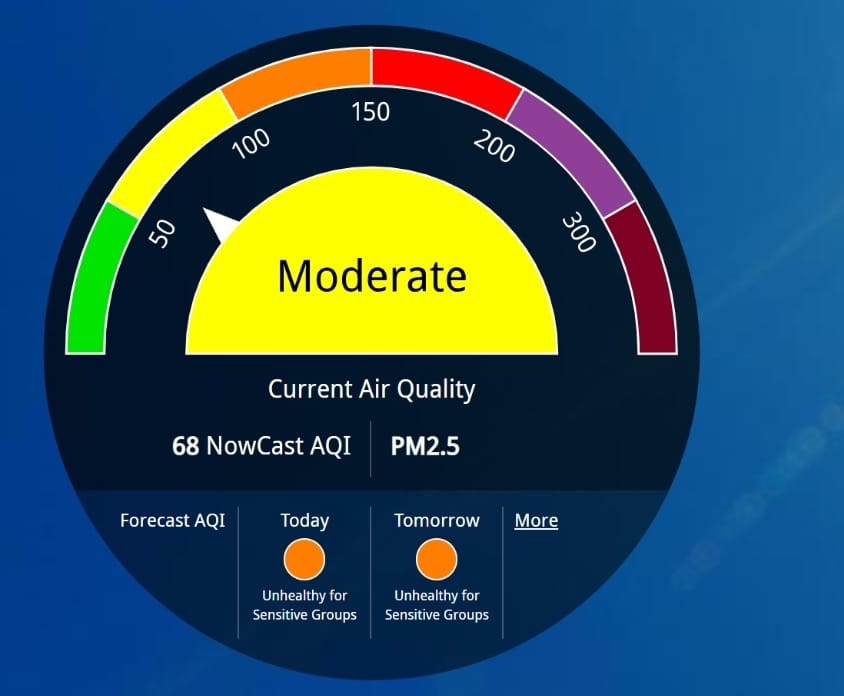 150
100
200
50
300
Moderate
Current Air Quality
68 NowCast AQI
PM2.5
Forecast AQI
Today
Unhealthy for
Sensitive Groups
Tomorrow
Unhealthy for
Sensitive Groups
More